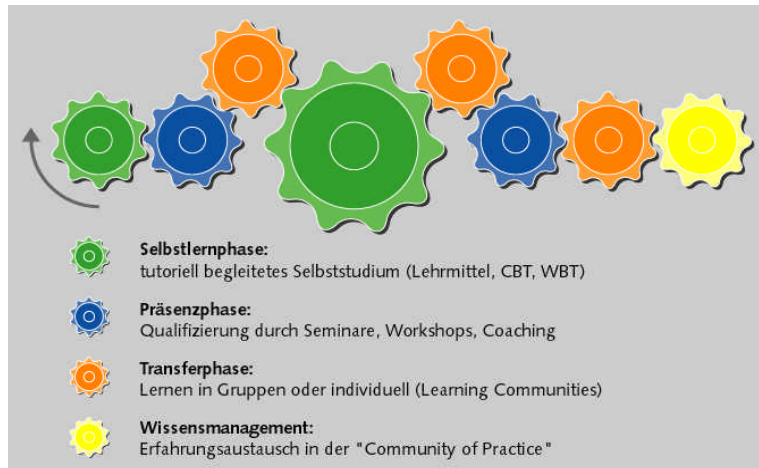 Selbstlernphase:
tutoriell begleitetes Selbststudium (Lehrmittel, CBT, WBT)
Präsenzphase:
Qualifizierung durch Seminare, Workshops, Coaching
Transferphase:
Lernen in Gruppen oder individuell (Learning Communities)
Wissensmanagement:
Erfahrungsaustausch in der "Community of Practice"